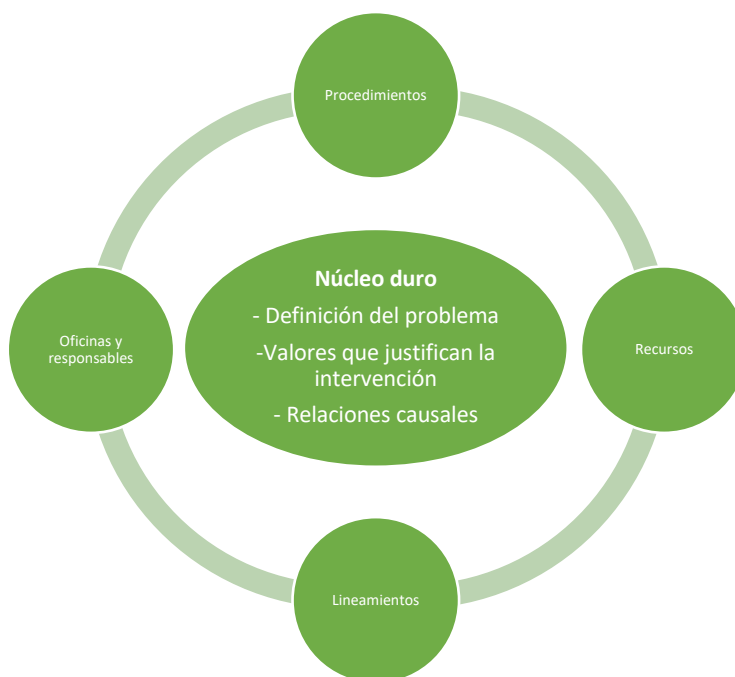 Procedimientos
Núcleo duro
- Definición del problema
-Valores que justifican la
intervención
- Relaciones causales
Oficinas y
responsables
Recursos
Lineamientos